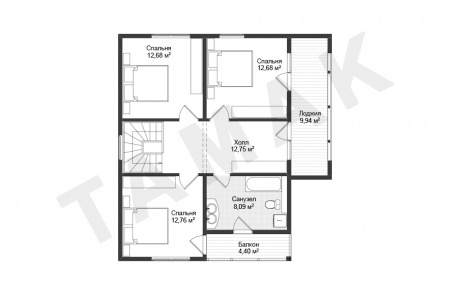 Спальня
12,68 м²
Спальня
12,68 м²
Лоджия
9,94 м²
Холл
12,75 м²
Спальня
12,76 м²
Санузел
8,09 м²
Балкон
4,40 м²
TAMAK